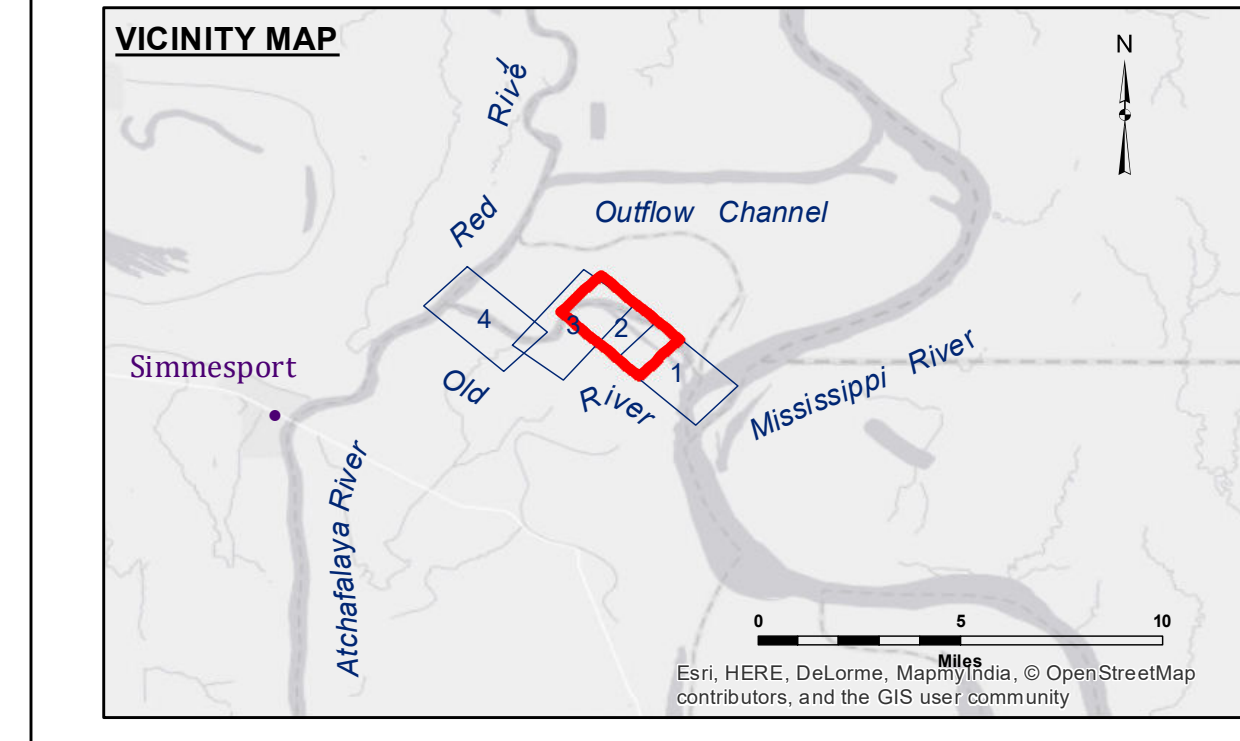 VICINITY MAP
N
Red River
Outflow Channel
4
3
2
1
Simmesport
Old River
Mississippi River
Atchafalaya River
0 5 10
Miles
Esri, HERE, DeLorme, MapmyIndia, © OpenStreetMap
contributors, and the GIS user community